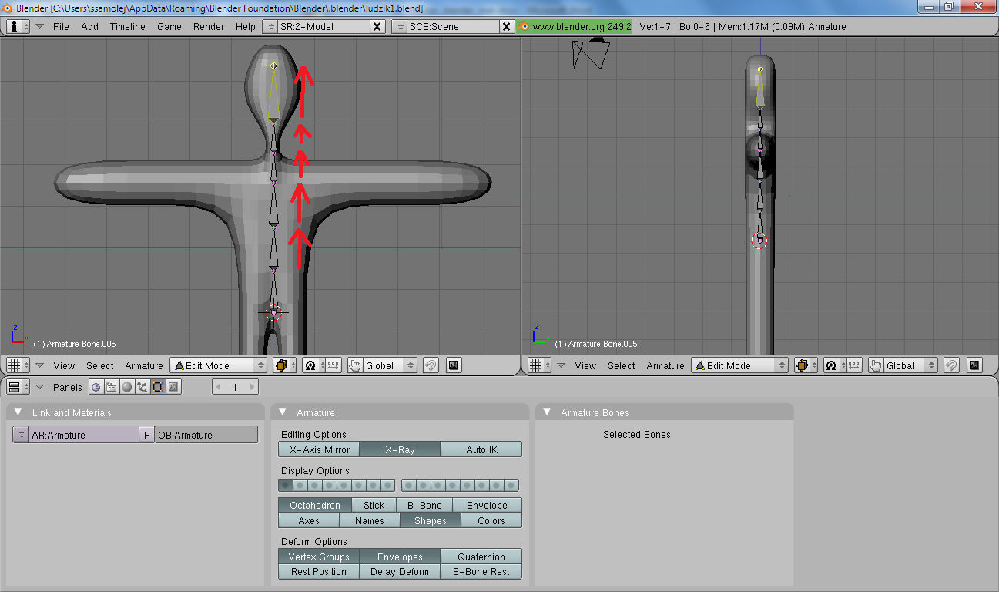 Blender [C:\Users\ssamolej\AppData\Roaming\Blender Foundation\Blender\.blender\ludzik1.blend]
File Add Timeline Game Render Help SR:2-Model SCE:Scene www.blender.org 249.2 Ve:1-7 | Bo:0-6 | Mem:1.17M (0.09M) Armature
z
x
(1) Armature Bone.005
z
(1) Armature Bone.005
View Select Armature Edit Mode Global
View Select Armature Edit Mode Global
Panels 1
Link and Materials
AR:Armature F OB:Armature
Armature
Editing Options
X-Axis Mirror X-Ray Auto IK
Display Options
Octahedron Stick B-Bone Envelope
Axes Names Shapes Colors
Deform Options
Vertex Groups Envelopes Quaternion
Rest Position Delay Deform B-Bone Rest
Armature Bones
Selected Bones